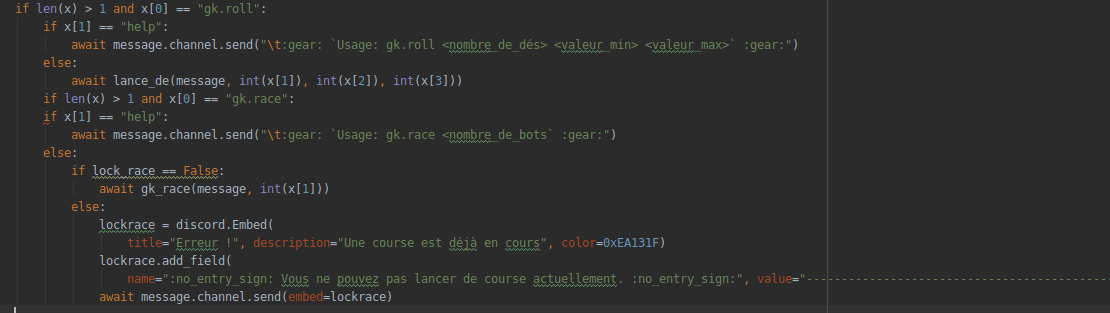 if len(x) > 1 and x[0] == "gk.roll":
    if x[1] == "help":
        await message.channel.send("\t:gear: `Usage: gk.roll <nombre_de_dés> <valeur_min> <valeur_max>` :gear:")
    else:
        await lance_de(message, int(x[1]), int(x[2]), int(x[3]))
    if len(x) > 1 and x[0] == "gk.race":
    if x[1] == "help":
        await message.channel.send("\t:gear: `Usage: gk.race <nombre_de_bots` :gear:")
    else:
        if lock_race == False:
            await gk_race(message, int(x[1]))
        else:
            lockrace = discord.Embed(
                title="Erreur !", description="Une course est déjà en cours", color=0xEA131F)
            lockrace.add_field(
                name=":no_entry_sign: Vous ne pouvez pas lancer de course actuellement. :no_entry_sign:", value="-------------------------------------------
            await message.channel.send(embed=lockrace)